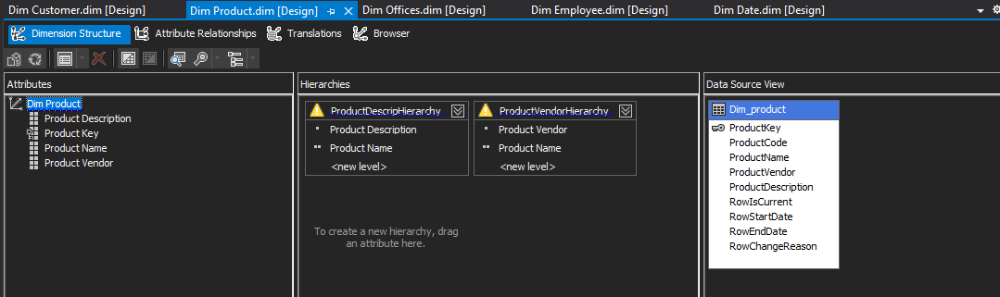 Dim Customer.dim [Design] Dim Product.dim [Design] Dim Offices.dim [Design] Dim Employee.dim [Design] Dim Date.dim [Design]
Dimension Structure Attribute Relationships Translations Browser
Attributes
Dim Product
Product Description
Product Key
Product Name
Product Vendor
Hierarchies
ProductDescripHierarchy
Product Description
Product Name
<new level>
ProductVendorHierarchy
Product Vendor
Product Name
<new level>
To create a new hierarchy, drag
an attribute here.
Data Source View
Dim_product
ProductKey
ProductCode
ProductName
ProductVendor
ProductDescription
RowIsCurrent
RowStartDate
RowEndDate
RowChangeReason